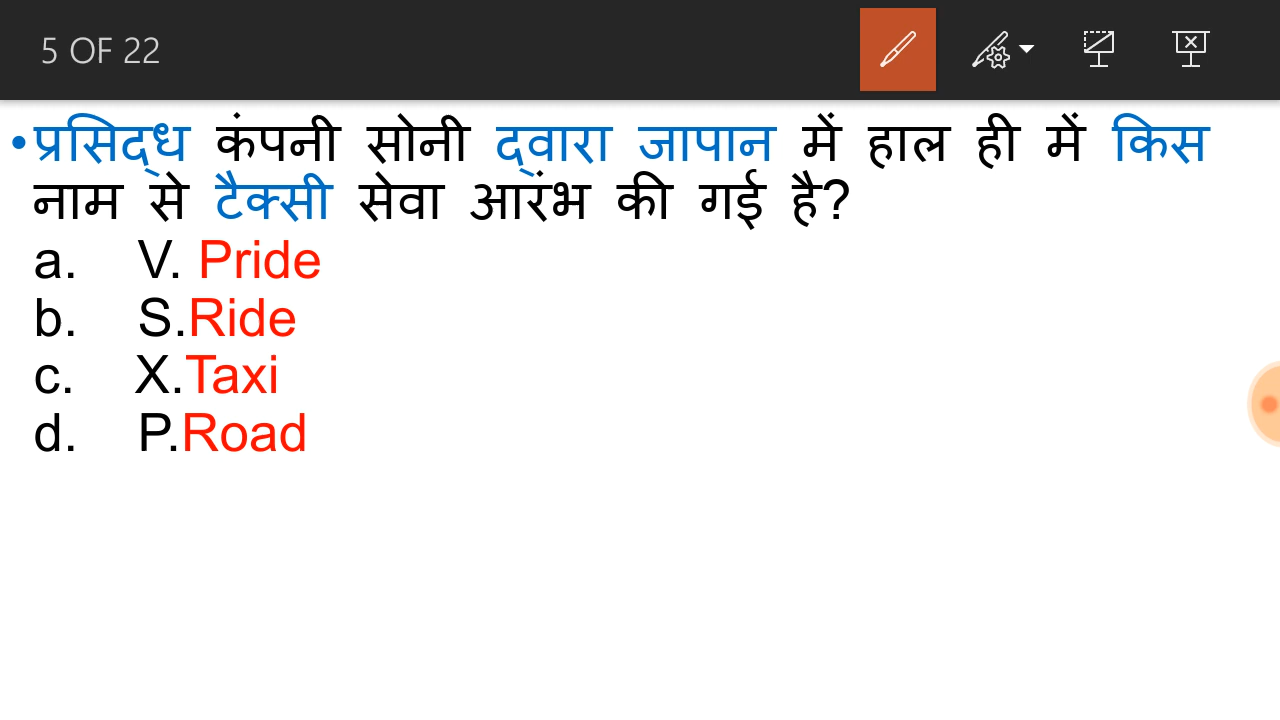 5 OF 22
•प्रसिद्ध कंपनी सोनी द्वारा जापान में हाल ही में किस
नाम से टैक्सी सेवा आरंभ की गई है?
a. V. Pride
b. S.Ride
c. X.Taxi
d. P.Road